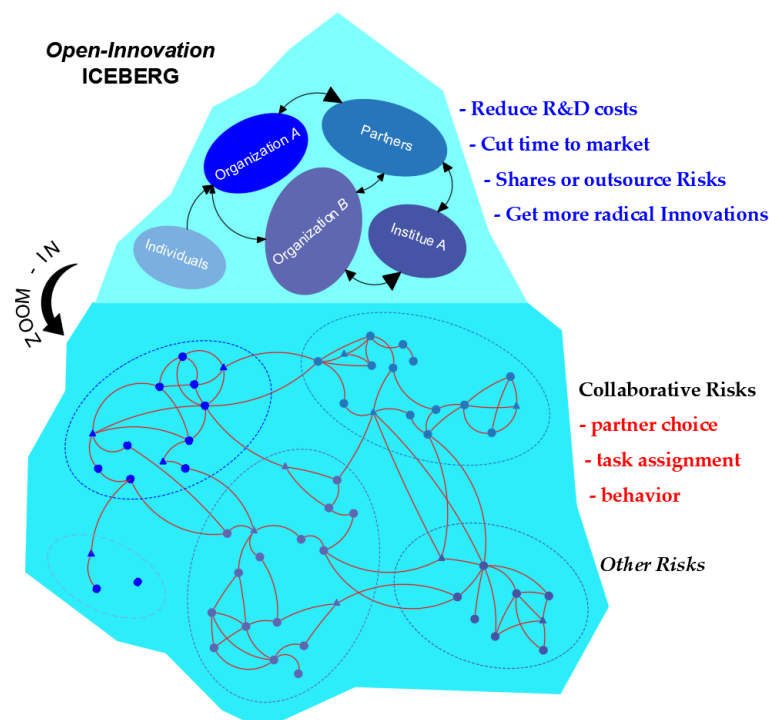 Open-Innovation
ICEBERG
Organization A
Partners
Organization B
Institue A
Individuals
- Reduce R&D costs
- Cut time to market
- Shares or outsource Risks
- Get more radical Innovations
ZOOM - IN
Collaborative Risks
- partner choice
- task assignment
- behavior
Other Risks